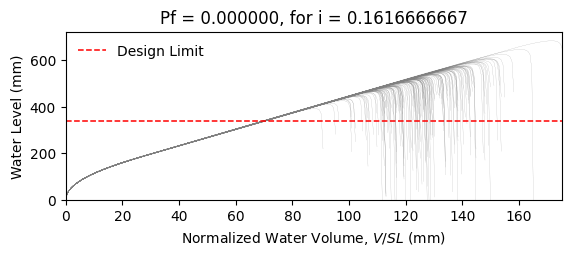 Pf = 0.000000, for i = 0.1616666667
Design Limit
Water Level (mm)
600
400
200
0
0 20 40 60 80 100 120 140 160
Normalized Water Volume, V/SL (mm)